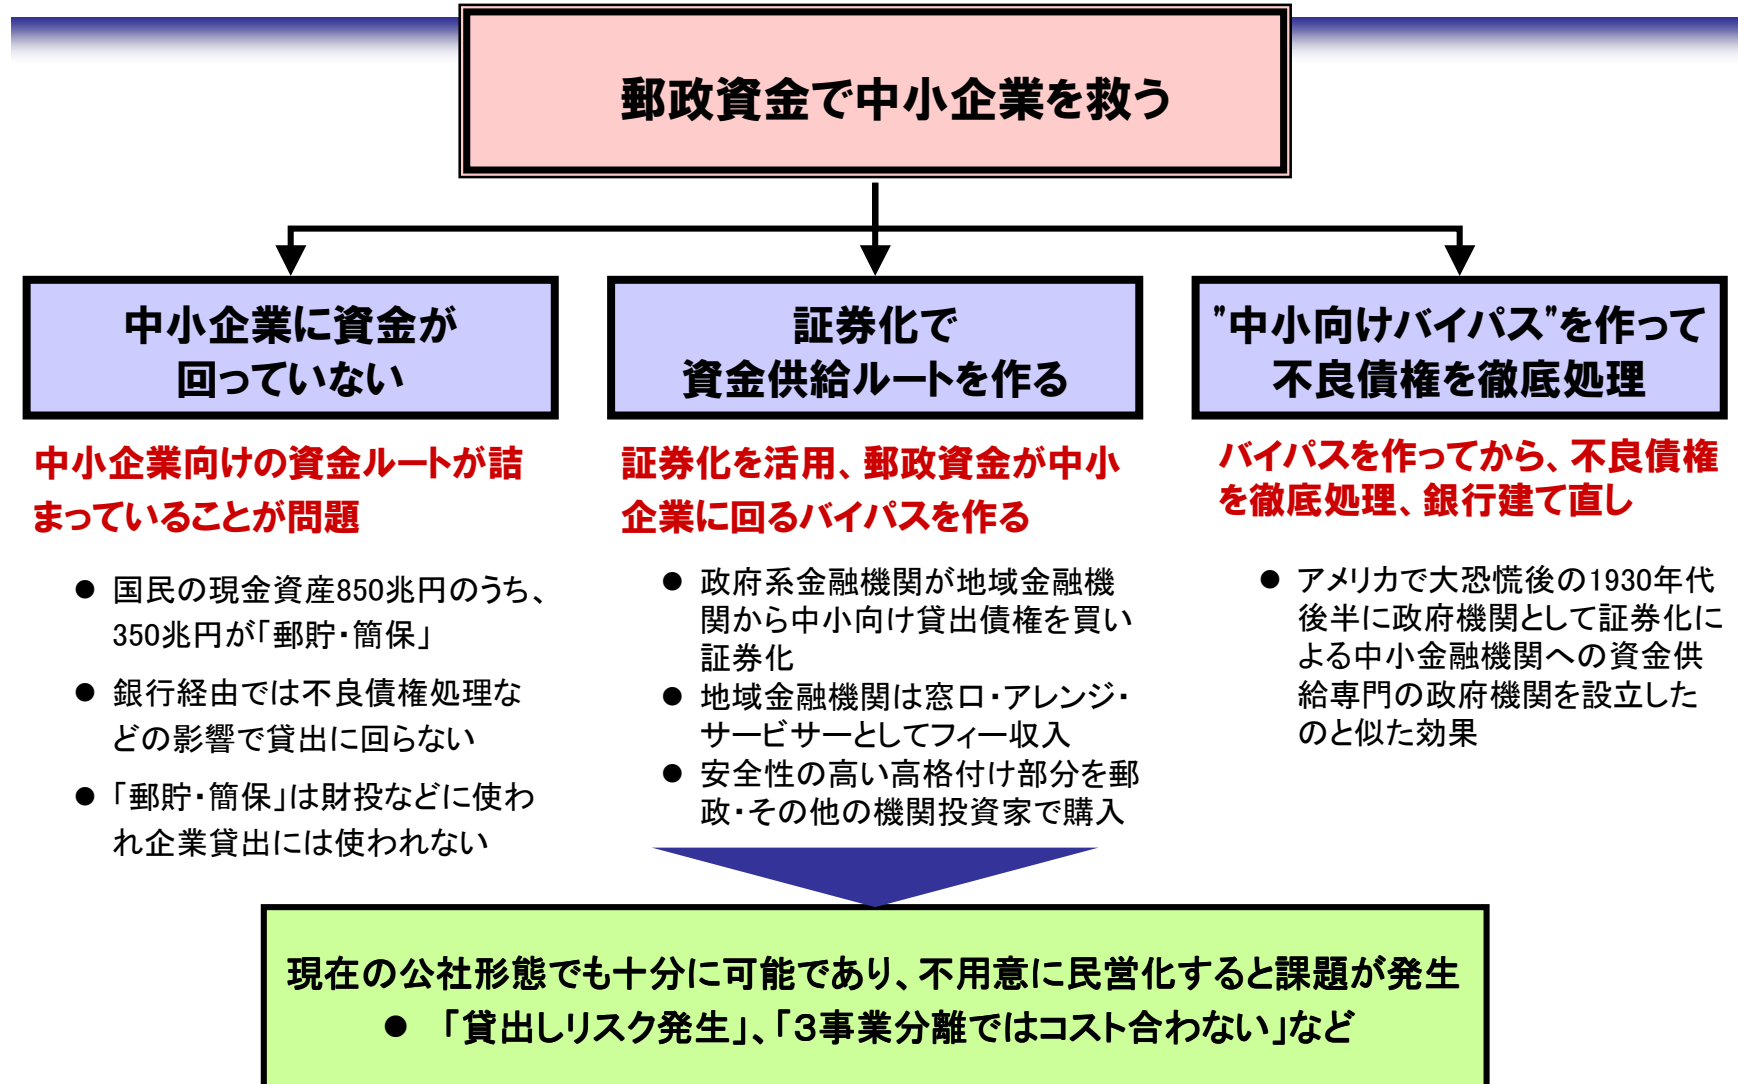 郵政資金で中小企業を救う
中小企業に資金が
回っていない
中小企業向けの資金ルートが詰
まっていることが問題
● 国民の現金資産850兆円のうち、
350兆円が「郵貯・簡保」
● 銀行経由では不良債権処理な
どの影響で貸出に回らない
● 「郵貯・簡保」は財投などに使わ
れ企業貸出には使われない
証券化で
資金供給ルートを作る
証券化を活用、郵政資金が中小
企業に回るバイパスを作る
● 政府系金融機関が地域金融機
関から中小向け貸出債権を買い
証券化
● 地域金融機関は窓口・アレンジ・
サービサーとしてフィー収入
● 安全性の高い高格付け部分を郵
政・その他の機関投資家で購入
"中小向けバイパス"を作って
不良債権を徹底処理
バイパスを作ってから、不良債権
を徹底処理、銀行建て直し
● アメリカで大恐慌後の1930年代
後半に政府機関として証券化に
よる中小金融機関への資金供
給専門の政府機関を設立した
のと似た効果
現在の公社形態でも十分に可能であり、不用意に民営化すると課題が発生
● 「貸出しリスク発生」、「３事業分離ではコスト合わない」など